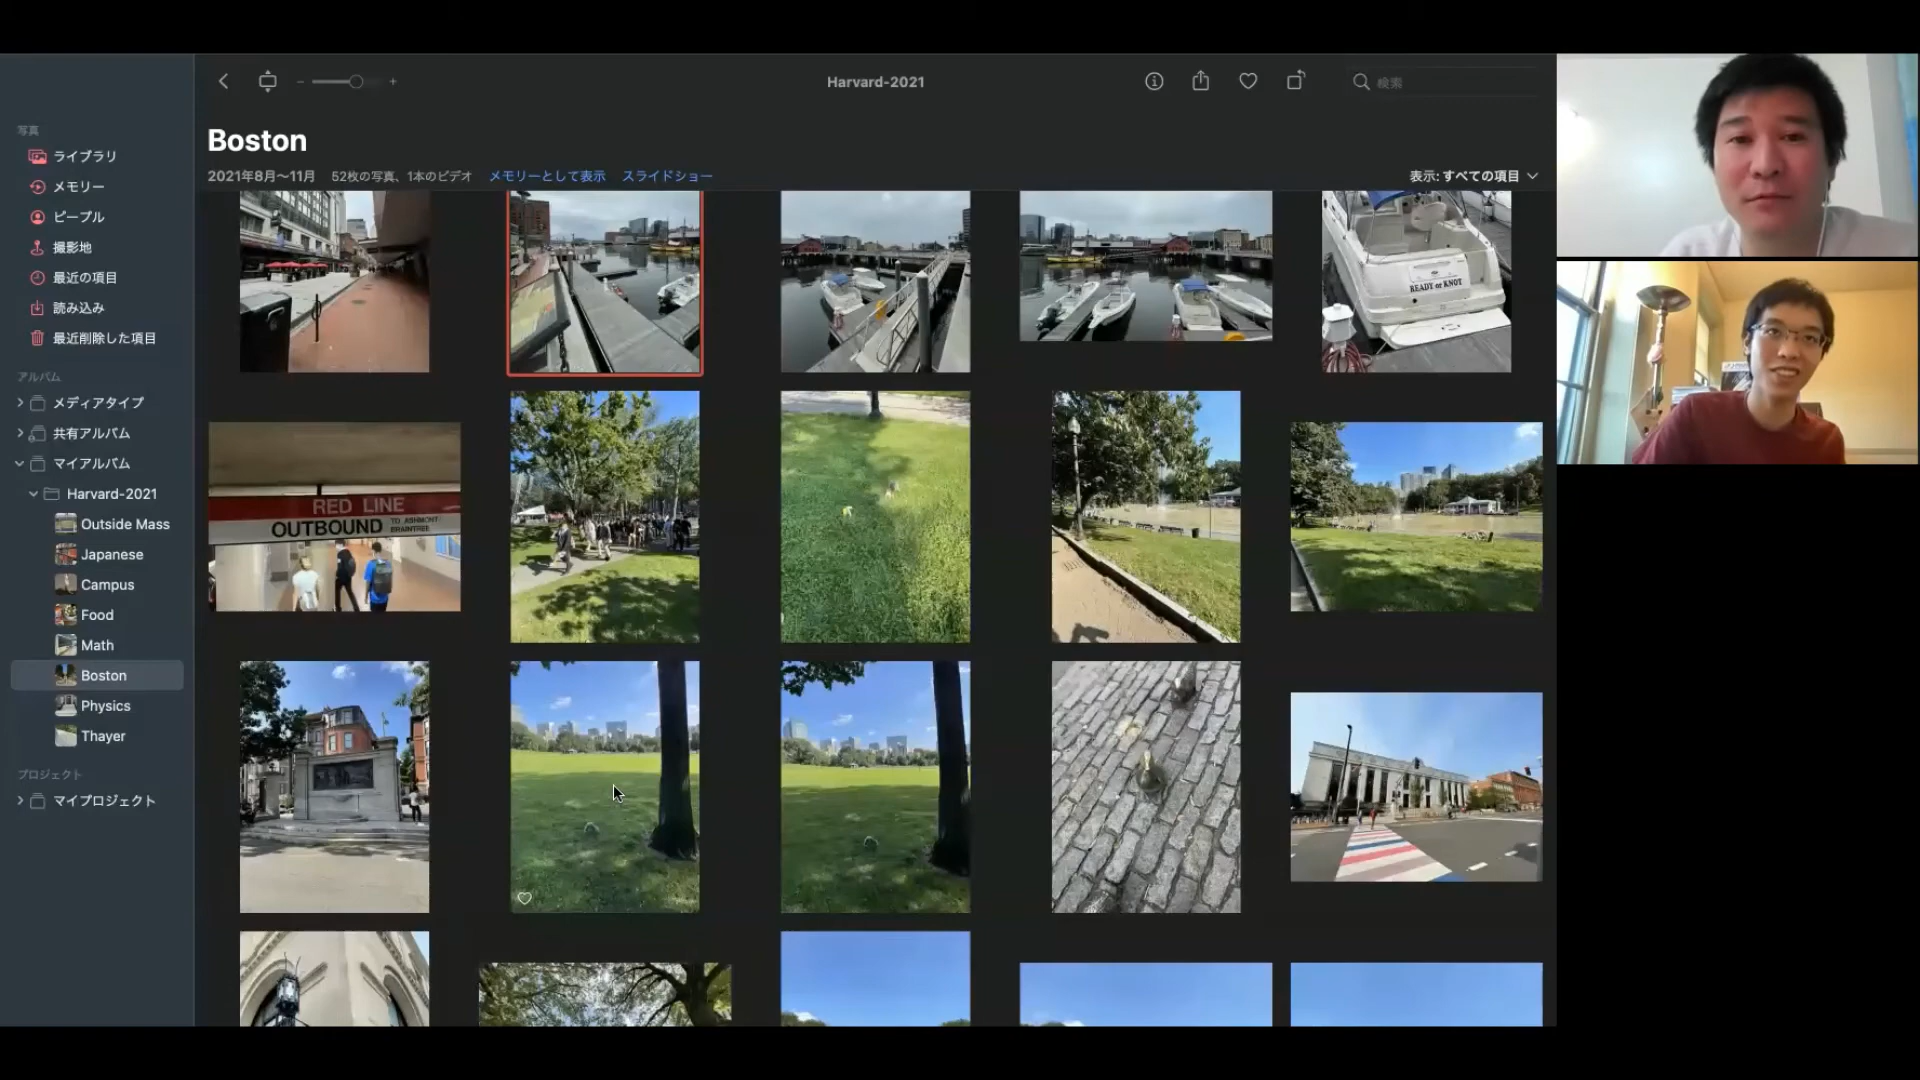 Harvard-2021
検索
Boston
2021年8月〜11月 52枚の写真、1本のビデオ メモリーとして表示 スライドショー
表示: すべての項目
写真
ライブラリ
メモリー
ピープル
撮影地
最近の項目
読み込み
最近削除した項目
アルバム
メディアタイプ
共有アルバム
マイアルバム
Harvard-2021
Outside Mass
Japanese
Campus
Food
Math
Boston
Physics
Thayer
プロジェクト
マイプロジェクト
READY or KNOT
RED LINE
OUTBOUND TO ASHMONT
BRAINTREE